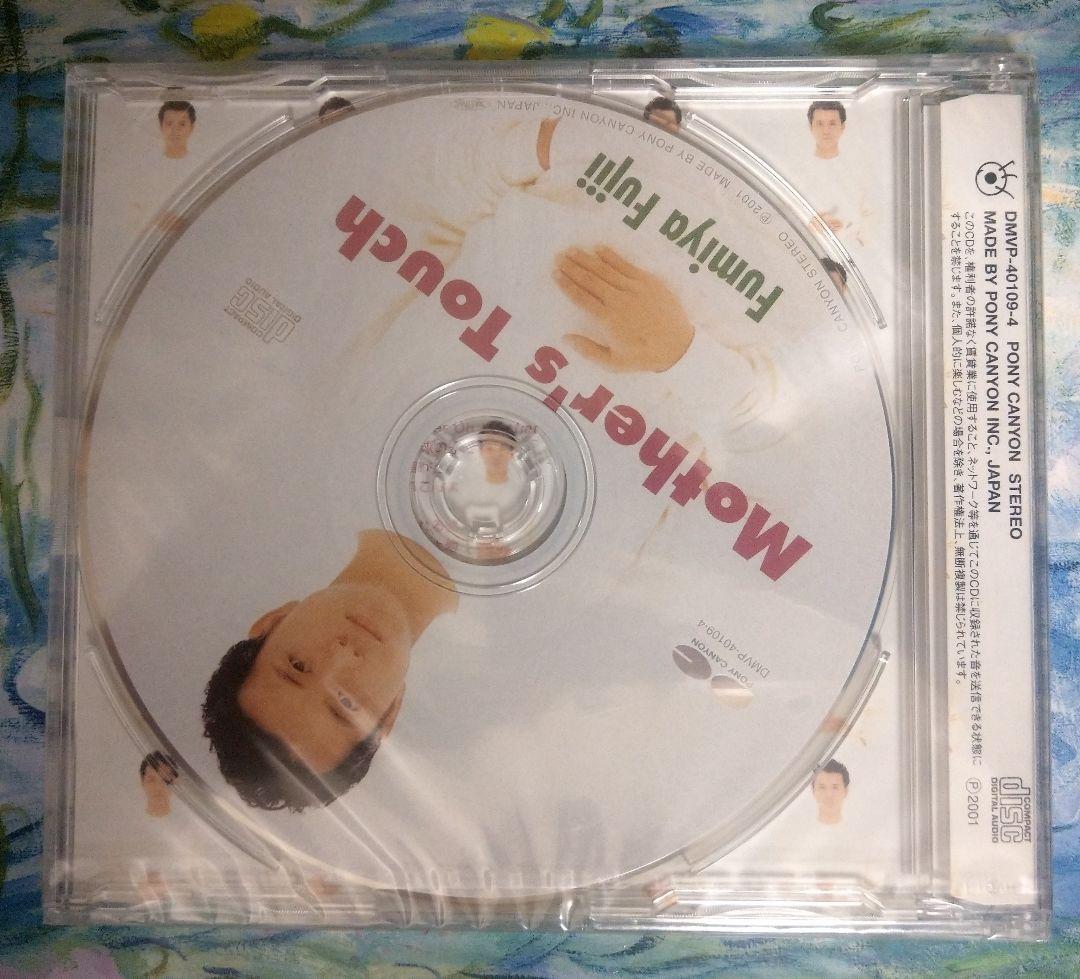 Fumiya Fujii
Mother's Touch
CANYON STEREO ℗2001 MADE BY PONY CANYON INC., JAPAN
COMPACT
disc
DIGITAL AUDIO
PONY CANYON
DMVP-40109-4
DMVP-40109-4 PONY CANYON STEREO
MADE BY PONY CANYON INC., JAPAN
このCDを、権利者の許諾なく賃貸業に使用すること、ネットワーク等を通じてこのCDに収録された音を送信できる状態に
することを禁じます。また、個人的に楽しむなどの場合を除き、著作権法上、無断複製は禁じられています。
℗2001
COMPACT
disc
DIGITAL AUDIO